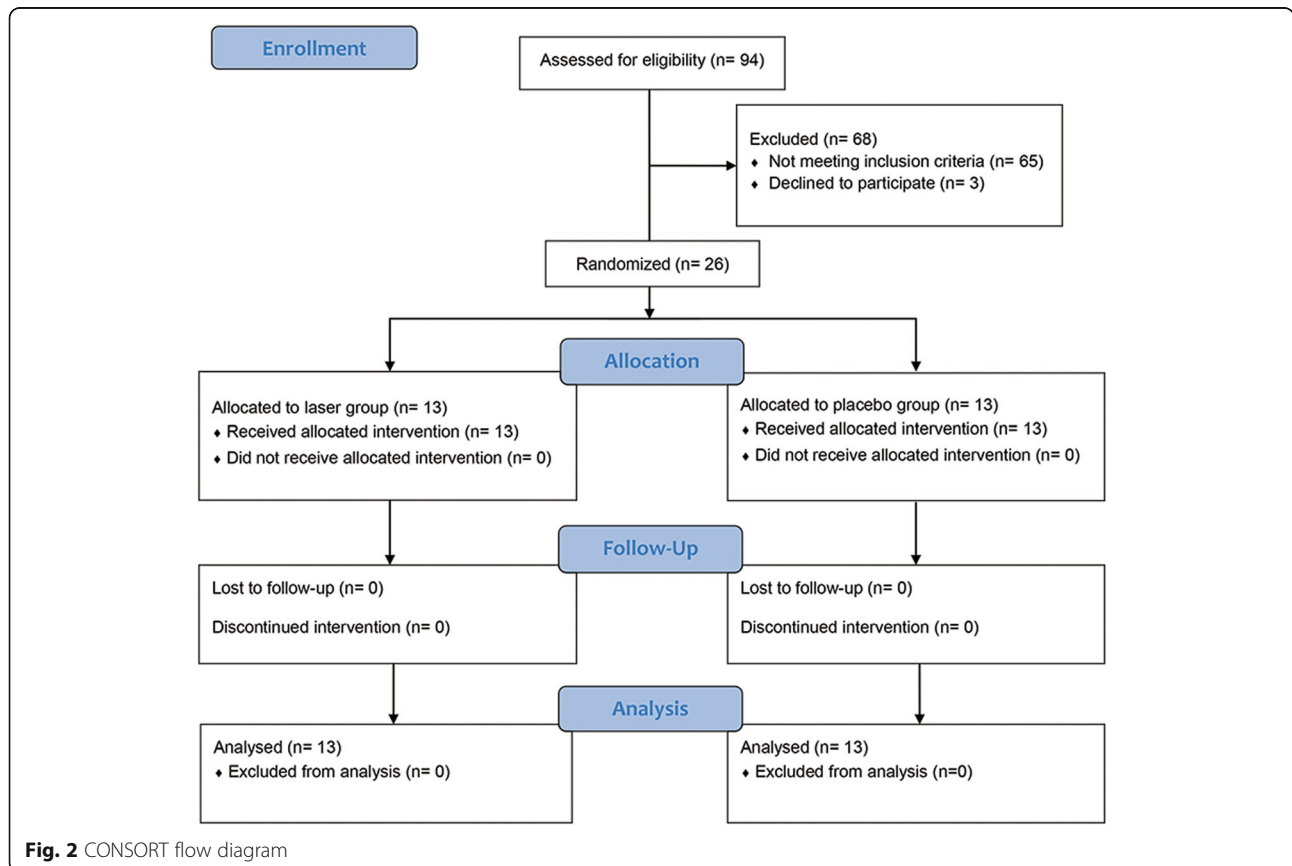 Enrollment
Assessed for eligibility (n= 94)
Excluded (n= 68)
♦ Not meeting inclusion criteria (n= 65)
♦ Declined to participate (n= 3)
Randomized (n= 26)
Allocation
Allocated to laser group (n= 13)
♦ Received allocated intervention (n= 13)
♦ Did not receive allocated intervention (n= 0)
Allocated to placebo group (n= 13)
♦ Received allocated intervention (n= 13)
♦ Did not receive allocated intervention (n= 0)
Follow-Up
Lost to follow-up (n= 0)
Discontinued intervention (n= 0)
Lost to follow-up (n= 0)
Discontinued intervention (n= 0)
Analysis
Analysed (n= 13)
♦ Excluded from analysis (n= 0)
Analysed (n= 13)
♦ Excluded from analysis (n=0)
Fig. 2 CONSORT flow diagram